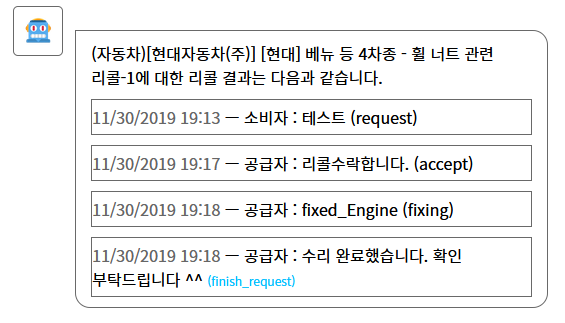 (자동차)[현대자동차(주)] [현대] 베뉴 등 4차종 - 휠 너트 관련
리콜-1에 대한 리콜 결과는 다음과 같습니다.
11/30/2019 19:13 — 소비자 : 테스트 (request)
11/30/2019 19:17 — 공급자 : 리콜수락합니다. (accept)
11/30/2019 19:18 — 공급자 : fixed_Engine (fixing)
11/30/2019 19:18 — 공급자 : 수리 완료했습니다. 확인
부탁드립니다 ^^ (finish_request)